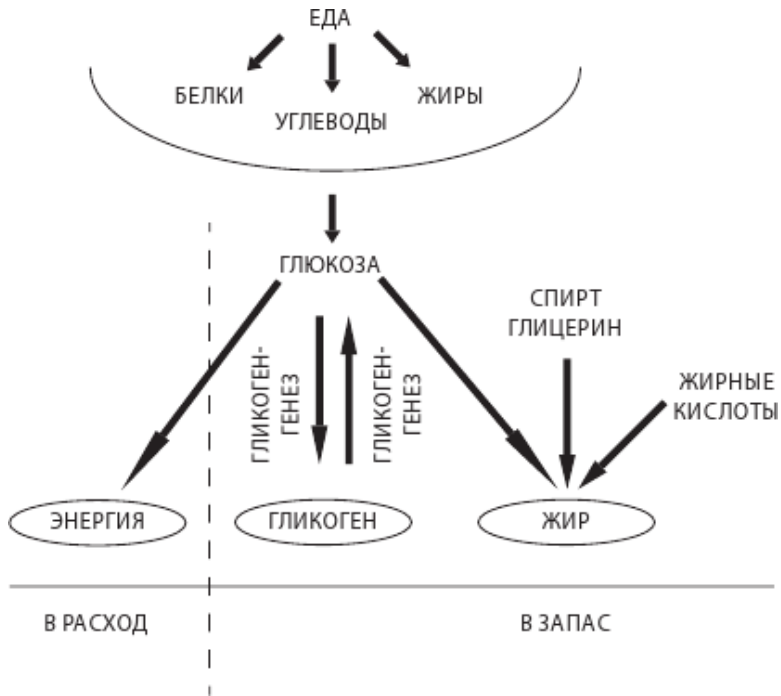 ЕДА
БЕЛКИ
УГЛЕВОДЫ
ЖИРЫ
ГЛЮКОЗА
СПИРТ
ГЛИЦЕРИН
ЖИРНЫЕ
КИСЛОТЫ
ГЛИКОГЕН-
ГЕНЕЗ
ГЛИКОГЕН-
ГЕНЕЗ
ЭНЕРГИЯ
ГЛИКОГЕН
ЖИР
В РАСХОД
В ЗАПАС